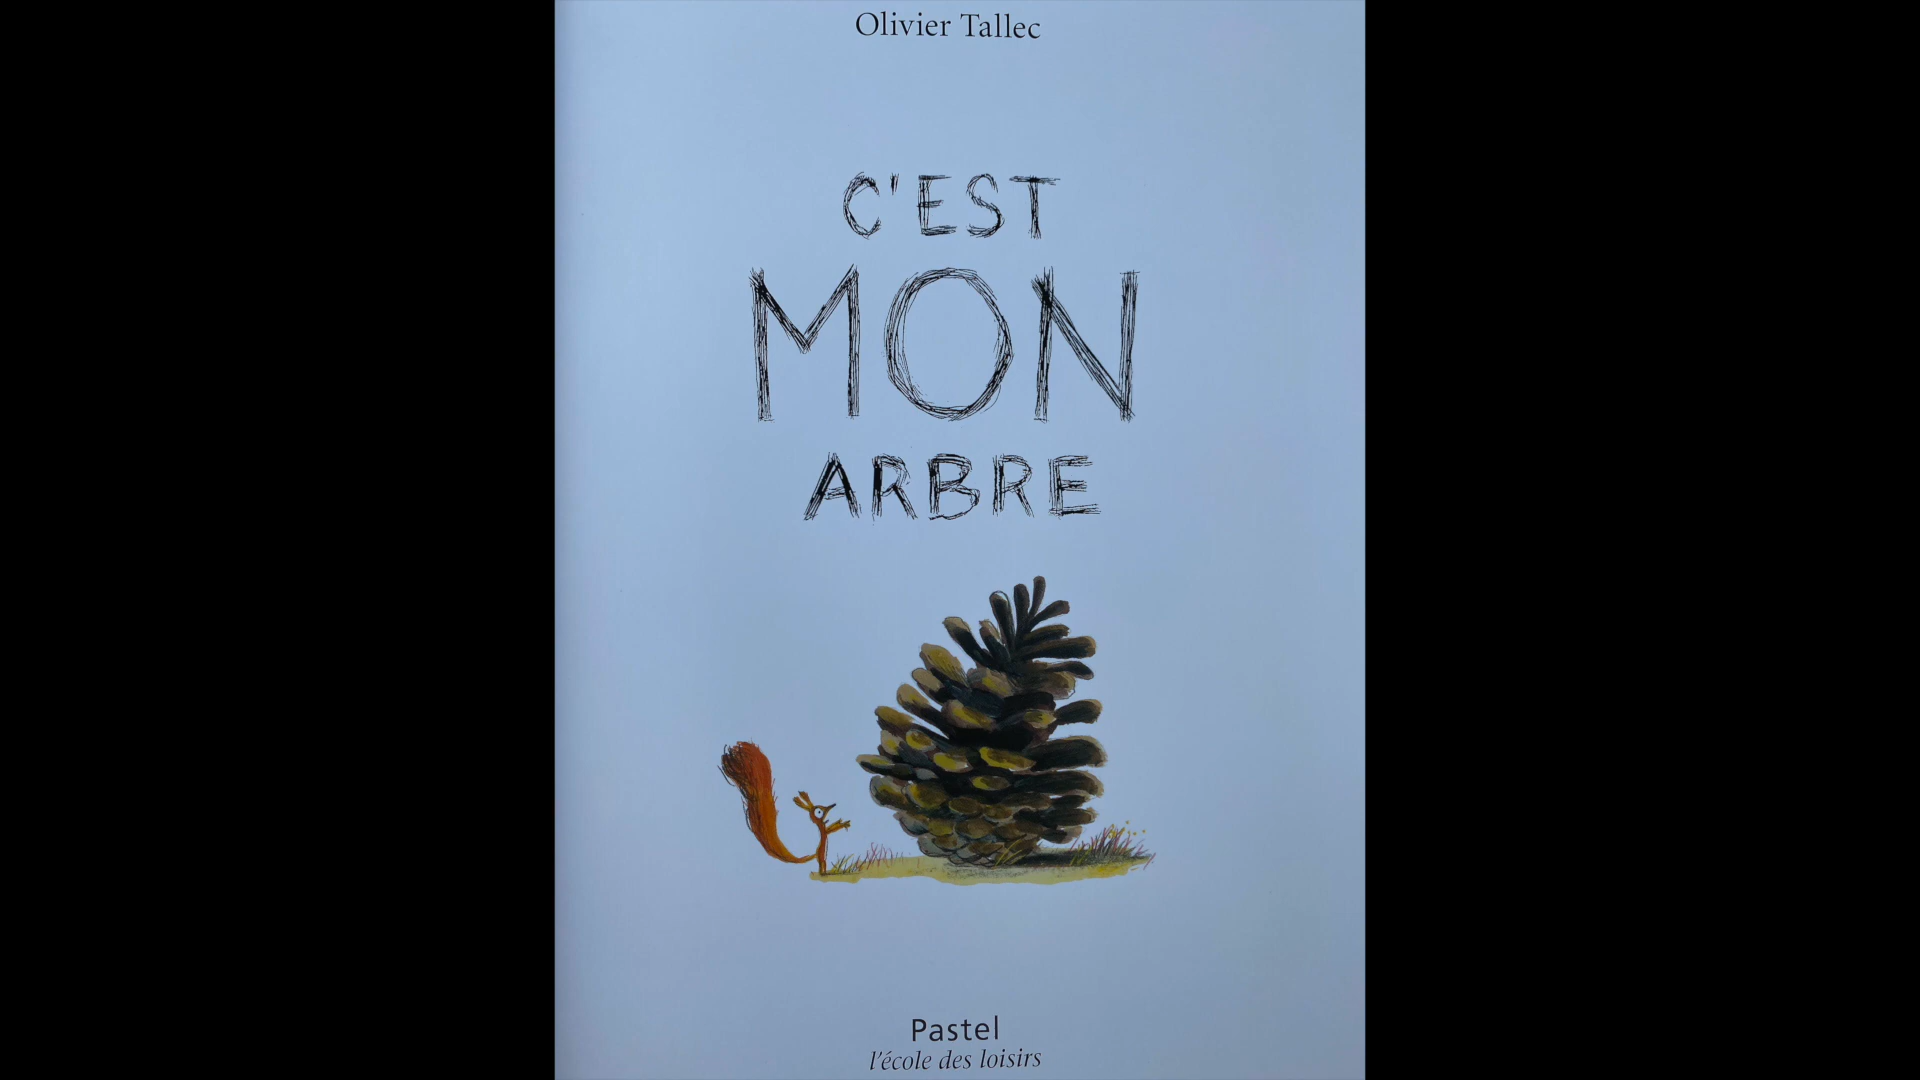 Olivier Tallec
C'EST
MON
ARBRE
Pastel
l'école des loisirs